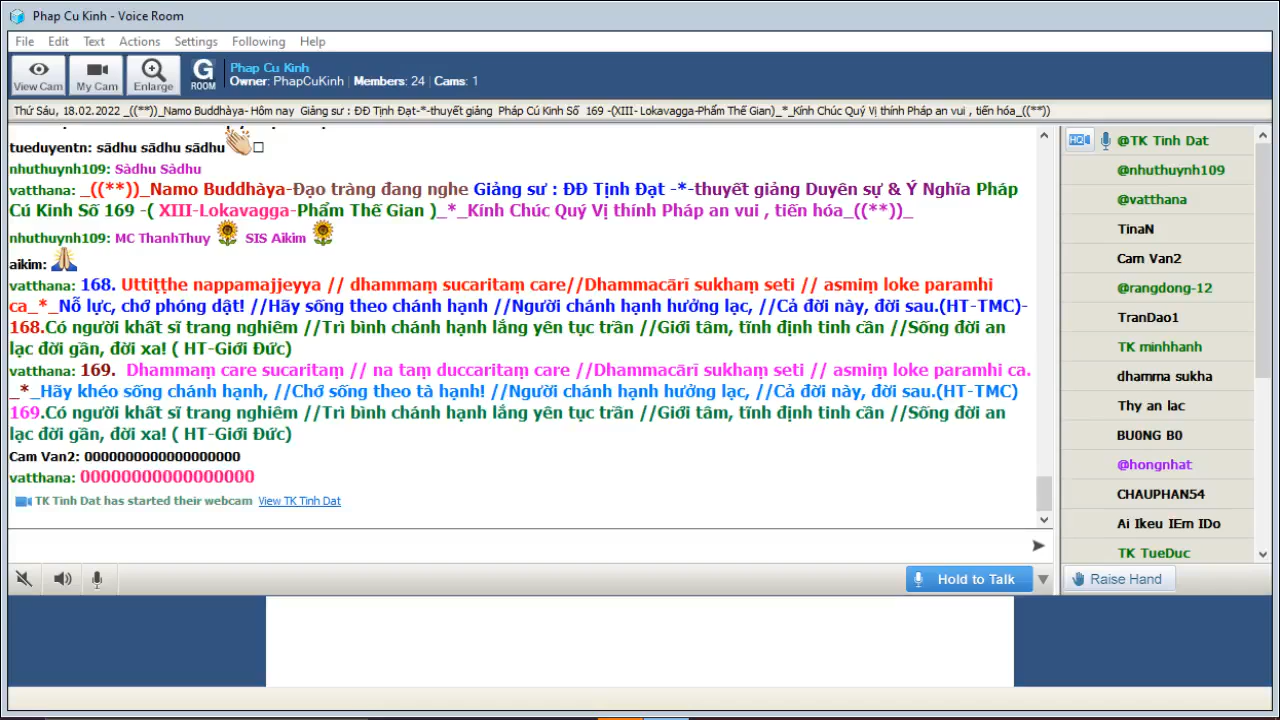 Phap Cu Kinh - Voice Room
File Edit Text Actions Settings Following Help
View Cam My Cam Enlarge G ROOM
Phap Cu Kinh
Owner: PhapCuKinh | Members: 24 | Cams: 1
Thứ Sáu, 18.02.2022 _((**))_Namo Buddhàya- Hôm nay Giảng sư : ĐĐ Tịnh Đạt-*-thuyết giảng Pháp Cú Kinh Số 169 -(XIII- Lokavagga-Phẩm Thế Gian)_*_Kính Chúc Quý Vị thính Pháp an vui , tiến hóa_((**))
tueduyentn: sādhu sādhu sādhu
nhuthuynh109: Sàdhu Sàdhu
vatthana: _((**))_Namo Buddhàya-Đạo tràng đang nghe Giảng sư : ĐĐ Tịnh Đạt -*-thuyết giảng Duyên sự & Ý Nghĩa Pháp
Cú Kinh Số 169 -( XIII-Lokavagga-Phẩm Thế Gian )_*_Kính Chúc Quý Vị thính Pháp an vui , tiến hóa_((**))_
nhuthuynh109: MC ThanhThuy SIS Aikim
aikim:
vatthana: 168. Uttiṭṭhe nappamajjeyya // dhammaṃ sucaritaṃ care//Dhammacārī sukhaṃ seti // asmiṃ loke paramhi
ca_*_Nỗ lực, chớ phóng dật! //Hãy sống theo chánh hạnh //Người chánh hạnh hưởng lạc, //Cả đời này, đời sau.(HT-TMC)-
168.Có người khất sĩ trang nghiêm //Trì bình chánh hạnh lắng yên tục trần //Giới tâm, tĩnh định tinh cần //Sống đời an
lạc đời gần, đời xa! ( HT-Giới Đức)
vatthana: 169. Dhammaṃ care sucaritaṃ // na taṃ duccaritaṃ care //Dhammacārī sukhaṃ seti // asmiṃ loke paramhi ca.
_*_Hãy khéo sống chánh hạnh, //Chớ sống theo tà hạnh! //Người chánh hạnh hưởng lạc, //Cả đời này, đời sau.(HT-TMC)
169.Có người khất sĩ trang nghiêm //Trì bình chánh hạnh lắng yên tục trần //Giới tâm, tĩnh định tinh cần //Sống đời an
lạc đời gần, đời xa! ( HT-Giới Đức)
Cam Van2: 0000000000000000000
vatthana: 00000000000000000
TK Tinh Dat has started their webcam View TK Tinh Dat
Hold to Talk
HQ @TK Tinh Dat
@nhuthuynh109
@vatthana
TinaN
Cam Van2
@rangdong-12
TranDao1
TK minhhanh
dhamma sukha
Thy an lac
BU0NG B0
@hongnhat
CHAUPHAN54
Ai Ikeu IEm IDo
TK TueDuc
Raise Hand